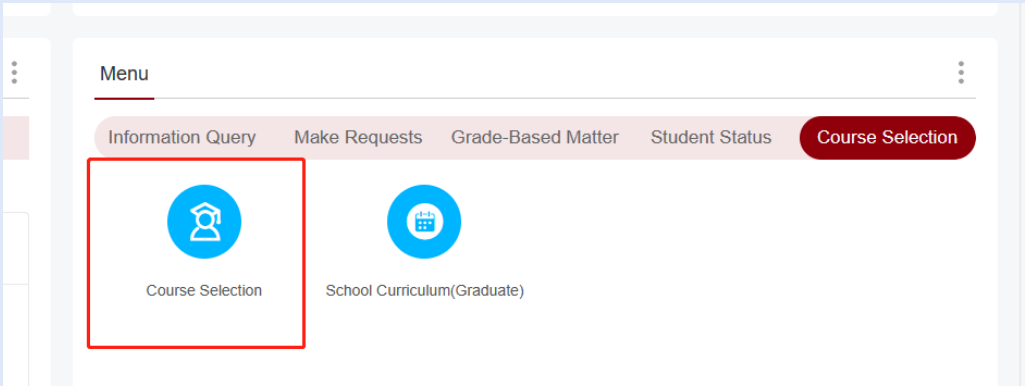 Menu
Information Query Make Requests Grade-Based Matter Student Status Course Selection
Course Selection School Curriculum(Graduate)